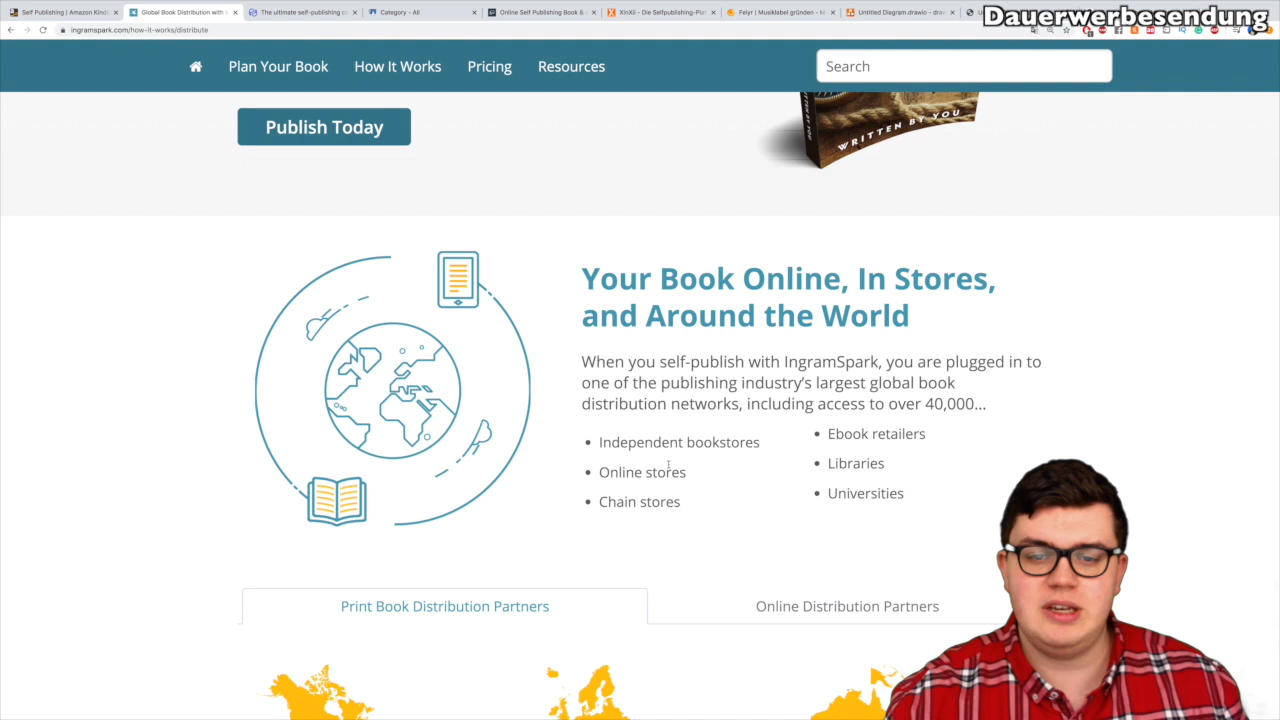 Self Publishing | Amazon Kindl
Global Book Distribution with I
The ultimate self-publishing co
Category - All
Online Self Publishing Book &
XinXii - Die Selfpublishing-Plat
Feiyr | Musiklabel gründen -
Untitled Diagram.drawio - draw
Dauerwerbesendung
ingramspark.com/how-it-works/distribute
Plan Your Book
How It Works
Pricing
Resources
Search
Publish Today
WRITTEN BY YOU
Your Book Online, In Stores,
and Around the World
When you self-publish with IngramSpark, you are plugged in to
one of the publishing industry’s largest global book
distribution networks, including access to over 40,000...
• Independent bookstores
• Online stores
• Chain stores
• Ebook retailers
• Libraries
• Universities
Print Book Distribution Partners
Online Distribution Partners